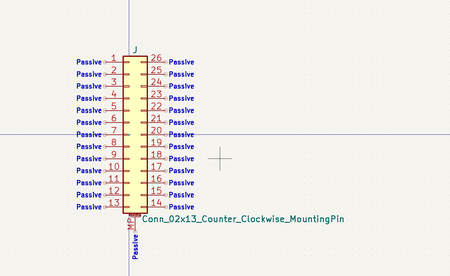 J
Passive 1 26 Passive
Passive 2 25 Passive
Passive 3 24 Passive
Passive 4 23 Passive
Passive 5 22 Passive
Passive 6 21 Passive
Passive 7 20 Passive
Passive 8 19 Passive
Passive 9 18 Passive
Passive 10 17 Passive
Passive 11 16 Passive
Passive 12 15 Passive
Passive 13 14 Passive
Conn_02x13_Counter_Clockwise_MountingPin
MP
Passive